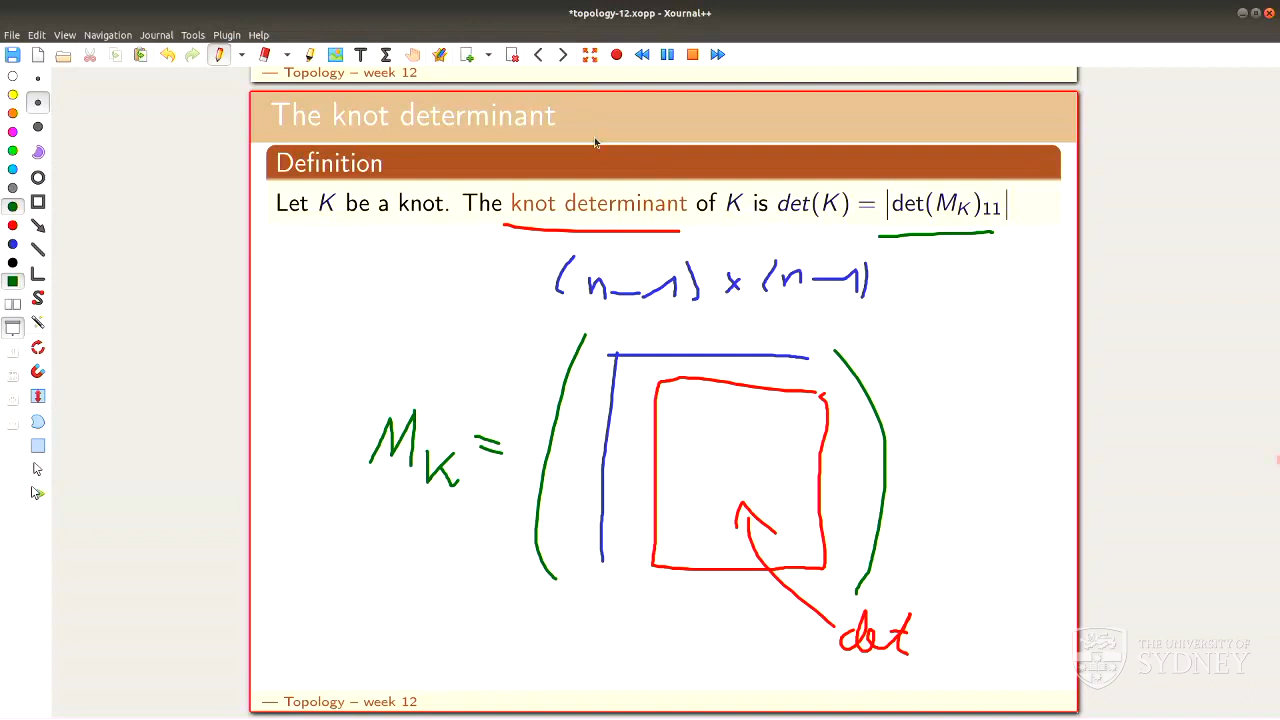 *topology-12.xopp - Xournal++
File Edit View Navigation Journal Tools Plugin Help
— Topology – week 12
The knot determinant
Definition
Let K be a knot. The knot determinant of K is det(K) = |det(M_K)_11|
(n-1) x (n-1)
M_K =
det
THE UNIVERSITY OF
SYDNEY
— Topology – week 12